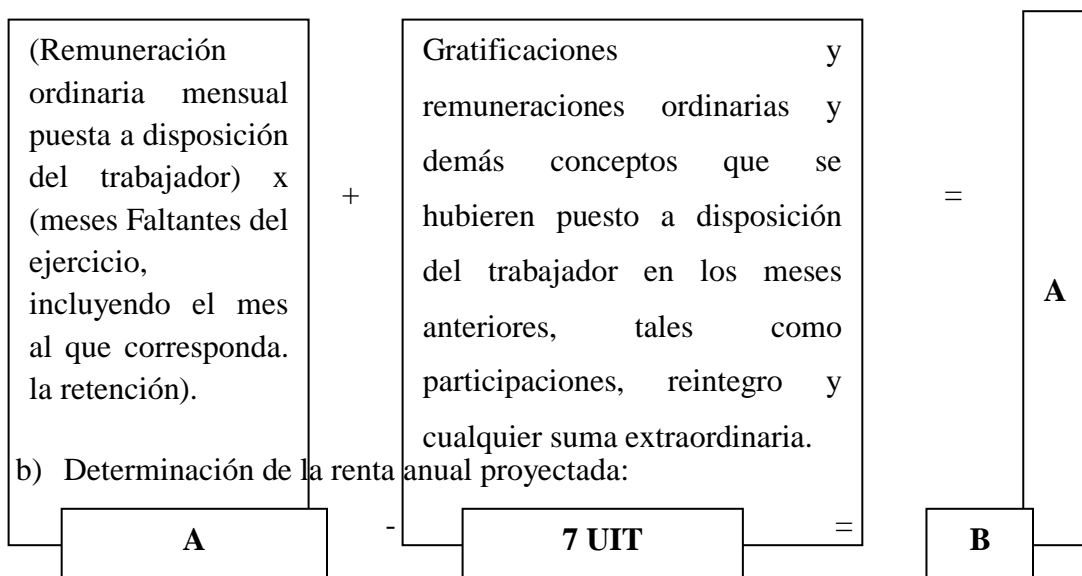 (Remuneración
ordinaria mensual
puesta a disposición
del trabajador) x
(meses Faltantes del
ejercicio,
incluyendo el mes
al que corresponda.
la retención).
+
Gratificaciones y
remuneraciones ordinarias y
demás conceptos que se
hubieren puesto a disposición
del trabajador en los meses
anteriores, tales como
participaciones, reintegro y
cualquier suma extraordinaria.
=
A
b) Determinación de la renta anual proyectada:
A - 7 UIT = B